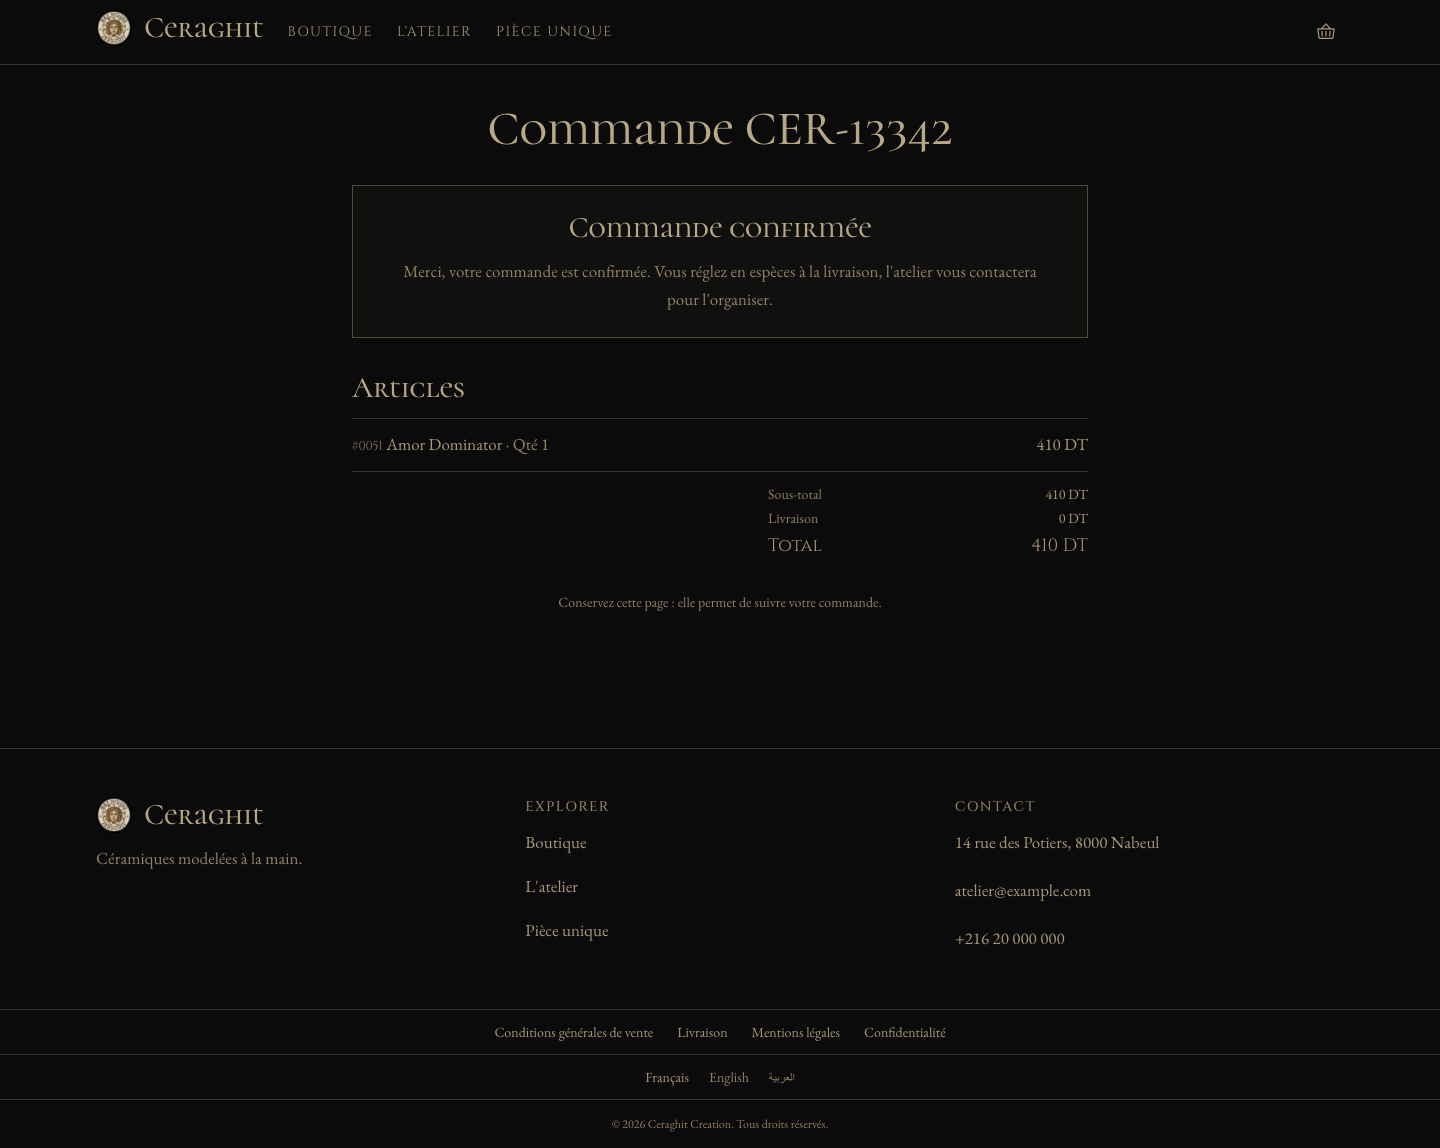 Ceraghit BOUTIQUE L'ATELIER PIÈCE UNIQUE
Commande CER-13342
Commande confirmée
Merci, votre commande est confirmée. Vous réglez en espèces à la livraison, l'atelier vous contactera
pour l'organiser.
Articles
#0051 Amor Dominator · Qté 1 410 DT
Sous-total 410 DT
Livraison 0 DT
Total 410 DT
Conservez cette page : elle permet de suivre votre commande.
Ceraghit
Céramiques modelées à la main.
EXPLORER
Boutique
L'atelier
Pièce unique
CONTACT
14 rue des Potiers, 8000 Nabeul
atelier@example.com
+216 20 000 000
Conditions générales de vente Livraison Mentions légales Confidentialité
Français English العربية
© 2026 Ceraghit Creation. Tous droits réservés.